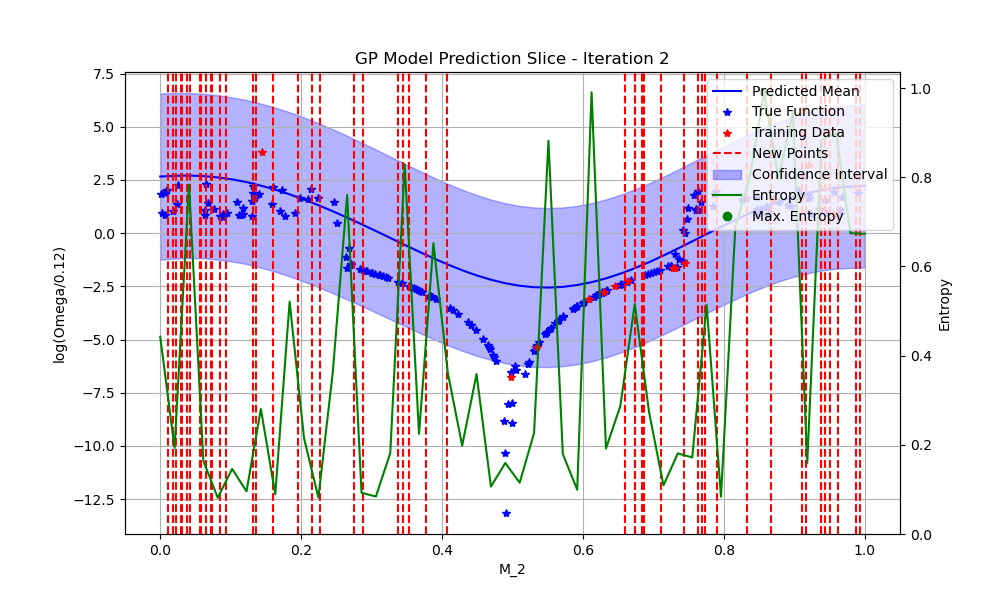 GP Model Prediction Slice - Iteration 2
7.5
5.0
2.5
0.0
−2.5
−5.0
−7.5
−10.0
−12.5
log(Omega/0.12)
0.0
0.2
0.4
0.6
0.8
1.0
M_2
1.0
0.8
0.6
0.4
0.2
0.0
Entropy
Predicted Mean
True Function
Training Data
New Points
Confidence Interval
Entropy
Max. Entropy